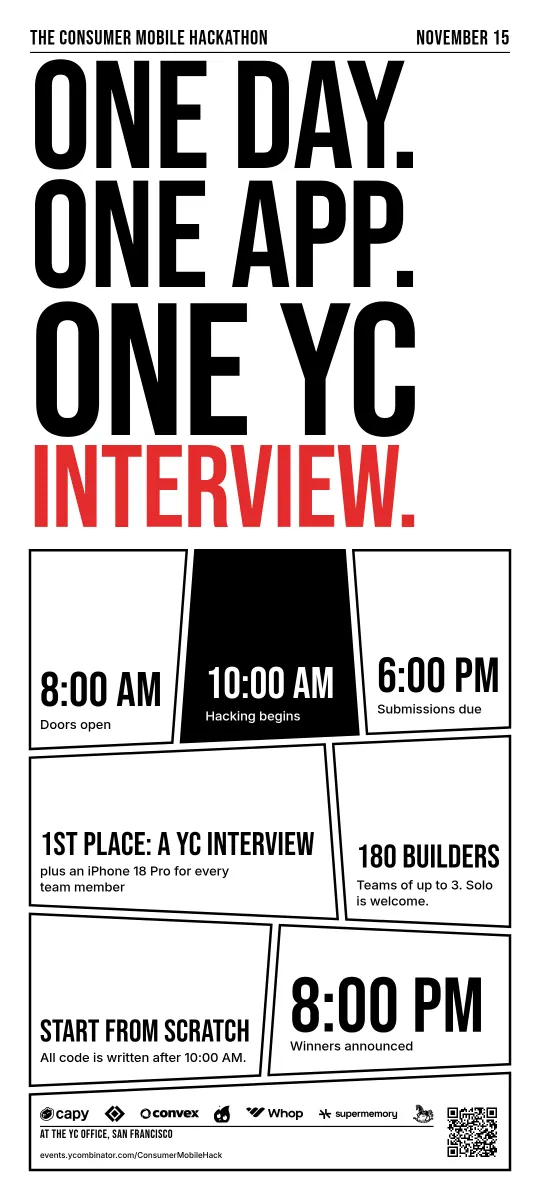 THE CONSUMER MOBILE HACKATHON
NOVEMBER 15
ONE DAY.
ONE APP.
ONE YC
INTERVIEW.
8:00 AM
Doors open
10:00 AM
Hacking begins
6:00 PM
Submissions due
1ST PLACE: A YC INTERVIEW
plus an iPhone 18 Pro for every
team member
180 BUILDERS
Teams of up to 3. Solo
is welcome.
START FROM SCRATCH
All code is written after 10:00 AM.
8:00 PM
Winners announced
capy
convex
Whop
supermemory
AT THE YC OFFICE, SAN FRANCISCO
events.ycombinator.com/ConsumerMobileHack